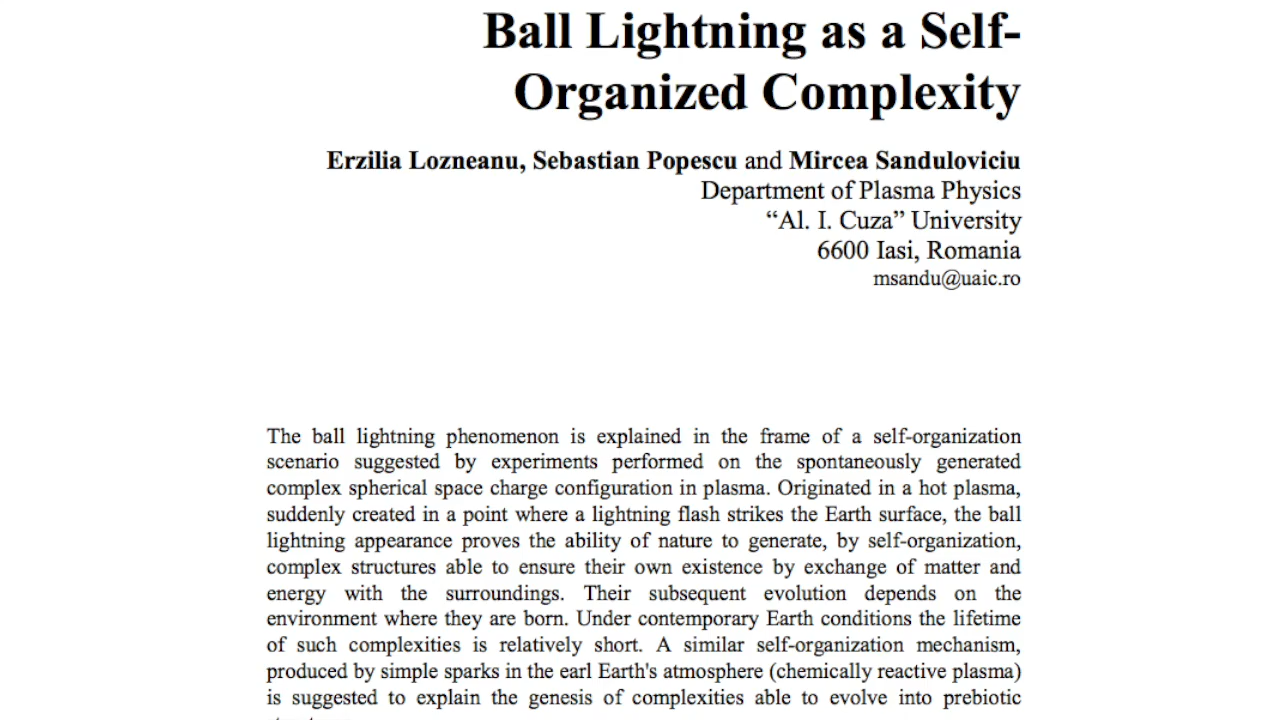 Ball Lightning as a Self-
Organized Complexity
Erzilia Lozneanu, Sebastian Popescu and Mircea Sanduloviciu
Department of Plasma Physics
“Al. I. Cuza” University
6600 Iasi, Romania
msandu@uaic.ro
The ball lightning phenomenon is explained in the frame of a self-organization
scenario suggested by experiments performed on the spontaneously generated
complex spherical space charge configuration in plasma. Originated in a hot plasma,
suddenly created in a point where a lightning flash strikes the Earth surface, the ball
lightning appearance proves the ability of nature to generate, by self-organization,
complex structures able to ensure their own existence by exchange of matter and
energy with the surroundings. Their subsequent evolution depends on the
environment where they are born. Under contemporary Earth conditions the lifetime
of such complexities is relatively short. A similar self-organization mechanism,
produced by simple sparks in the earl Earth's atmosphere (chemically reactive plasma)
is suggested to explain the genesis of complexities able to evolve into prebiotic